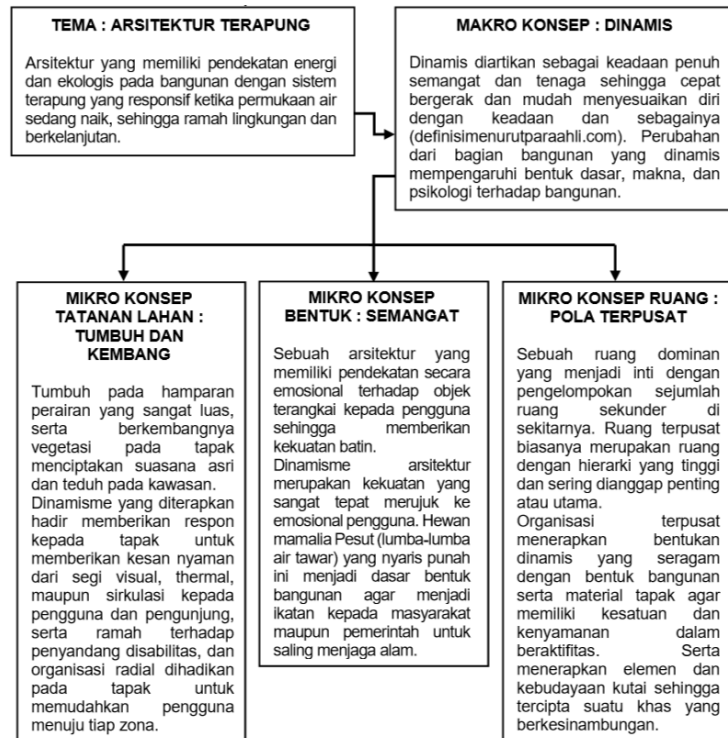 TEMA : ARSITEKTUR TERAPUNG
Arsitektur yang memiliki pendekatan energi
dan ekologis pada bangunan dengan sistem
terapung yang responsif ketika permukaan air
sedang naik, sehingga ramah lingkungan dan
berkelanjutan.
MAKRO KONSEP : DINAMIS
Dinamis diartikan sebagai keadaan penuh
semangat dan tenaga sehingga cepat
bergerak dan mudah menyesuaikan diri
dengan keadaan dan sebagainya
(definisimenurutparaahli.com). Perubahan
dari bagian bangunan yang dinamis
mempengaruhi bentuk dasar, makna, dan
psikologi terhadap bangunan.
MIKRO KONSEP
TATANAN LAHAN :
TUMBUH DAN
KEMBANG
Tumbuh pada hamparan
perairan yang sangat luas,
serta berkembangnya
vegetasi pada tapak
menciptakan suasana asri
dan teduh pada kawasan.
Dinamisme yang diterapkan
hadir memberikan respon
kepada tapak untuk
memberikan kesan nyaman
dari segi visual, thermal,
maupun sirkulasi kepada
pengguna dan pengunjung,
serta ramah terhadap
penyandang disabilitas, dan
organisasi radial dihadikan
pada tapak untuk
memudahkan pengguna
menuju tiap zona.
MIKRO KONSEP
BENTUK : SEMANGAT
Sebuah arsitektur yang
memiliki pendekatan secara
emosional terhadap objek
terangkai kepada pengguna
sehingga memberikan
kekuatan batin.
Dinamisme arsitektur
merupakan kekuatan yang
sangat tepat merujuk ke
emosional pengguna. Hewan
mamalia Pesut (lumba-lumba
air tawar) yang nyaris punah
ini menjadi dasar bentuk
bangunan agar menjadi
ikatan kepada masyarakat
maupun pemerintah untuk
saling menjaga alam.
MIKRO KONSEP RUANG :
POLA TERPUSAT
Sebuah ruang dominan
yang menjadi inti dengan
pengelompokan sejumlah
ruang sekunder di
sekitarnya. Ruang terpusat
biasanya merupakan ruang
dengan hierarki yang tinggi
dan sering dianggap penting
atau utama.
Organisasi terpusat
menerapkan bentukan
dinamis yang seragam
dengan bentuk bangunan
serta material tapak agar
memiliki kesatuan dan
kenyamanan dalam
beraktifitas. Serta
menerapkan elemen dan
kebudayaan kutai sehingga
tercipta suatu khas yang
berkesinambungan.